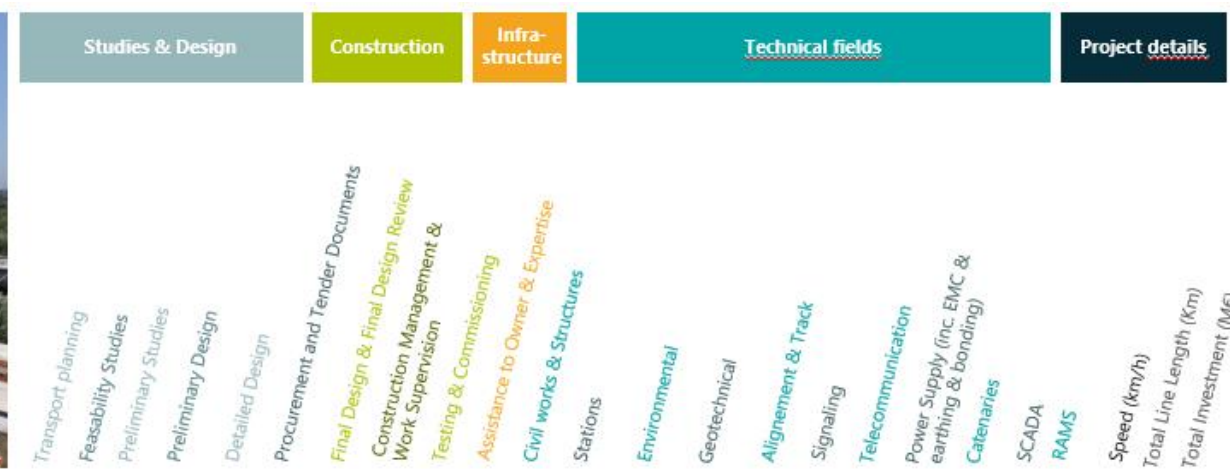 Studies & Design
Construction
Infra-
structure
Technical fields
Project details
Transport planning
Feasability Studies
Preliminary Studies
Preliminary Design
Detailed Design
Procurement and Tender Documents
Final Design & Final Design Review
Construction Management &
Work Supervision
Testing & Commissioning
Assistance to Owner & Expertise
Civil works & Structures
Stations
Environmental
Geotechnical
Alignement & Track
Signaling
Telecommunication
Power Supply (inc. EMC &
earthing & bonding)
Catenaries
SCADA
RAMS
Speed (km/h)
Total Line Length (Km)
Total Investment (M€)